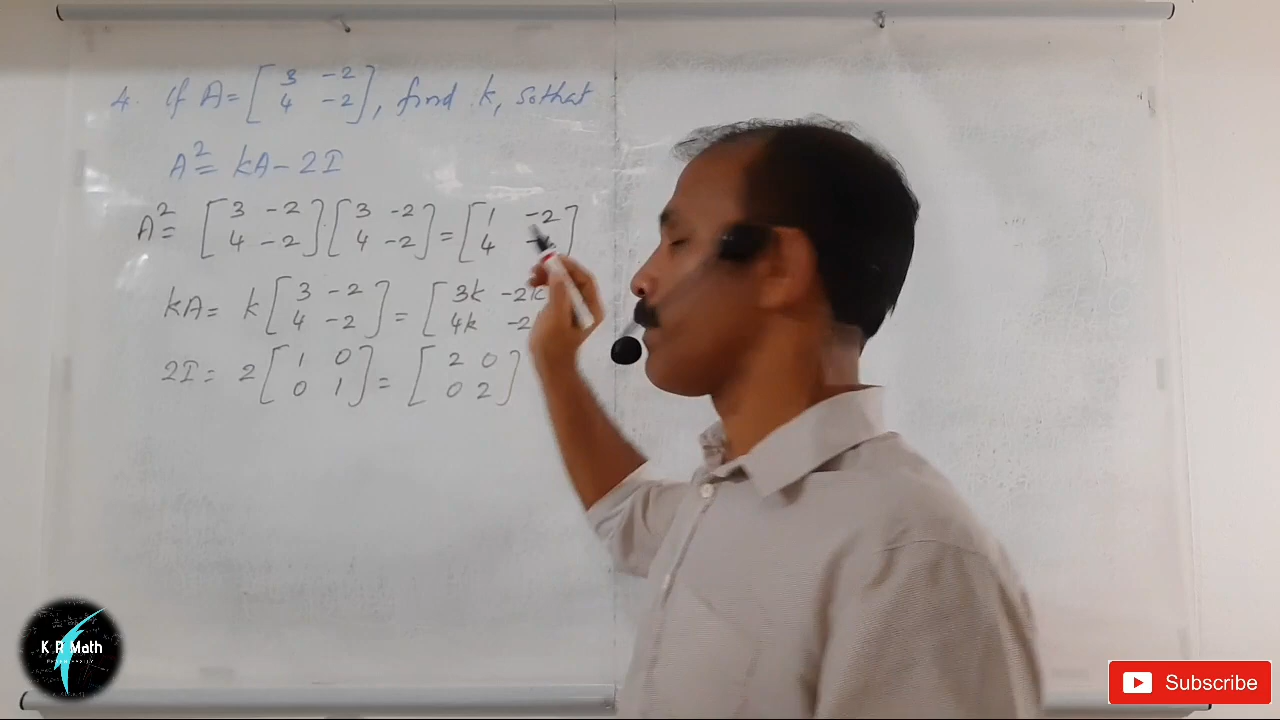 4. If A = [ 3 -2
4 -2 ], find k, so that
A² = kA - 2I
A² = [ 3 -2 ] [ 3 -2 ] = [ 1 -2 ]
[ 4 -2 ] [ 4 -2 ] [ 4
kA = k [ 3 -2 ] = [ 3k -2k
[ 4 -2 ] [ 4k -2
2I = 2 [ 1 0 ] = [ 2 0 ]
[ 0 1 ] [ 0 2 ]
K R Math
Subscribe